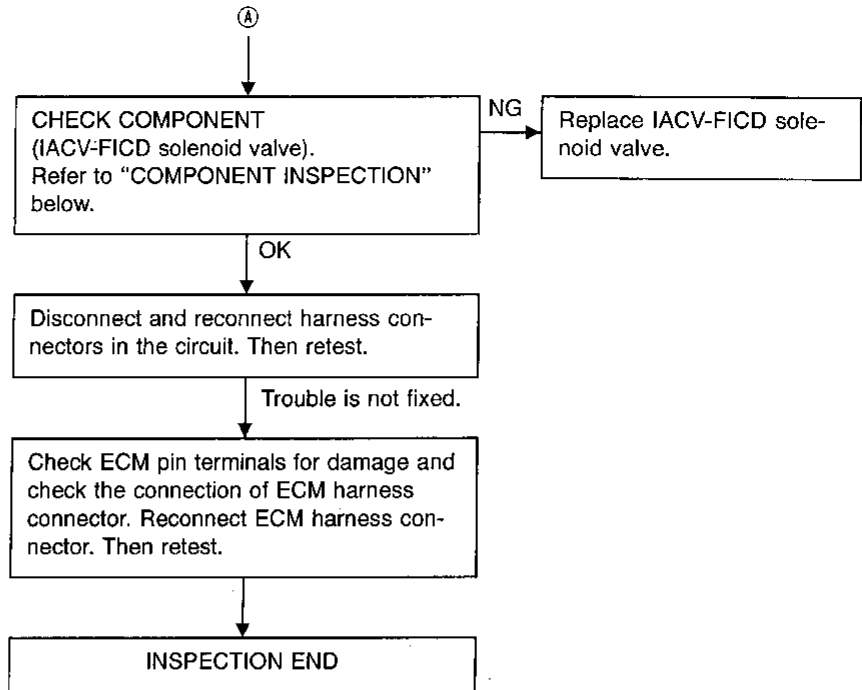 Ⓐ
CHECK COMPONENT
(IACV-FICD solenoid valve).
Refer to "COMPONENT INSPECTION"
below.
NG
Replace IACV-FICD sole-
noid valve.
OK
Disconnect and reconnect harness con-
nectors in the circuit. Then retest.
Trouble is not fixed.
Check ECM pin terminals for damage and
check the connection of ECM harness
connector. Reconnect ECM harness con-
nector. Then retest.
INSPECTION END